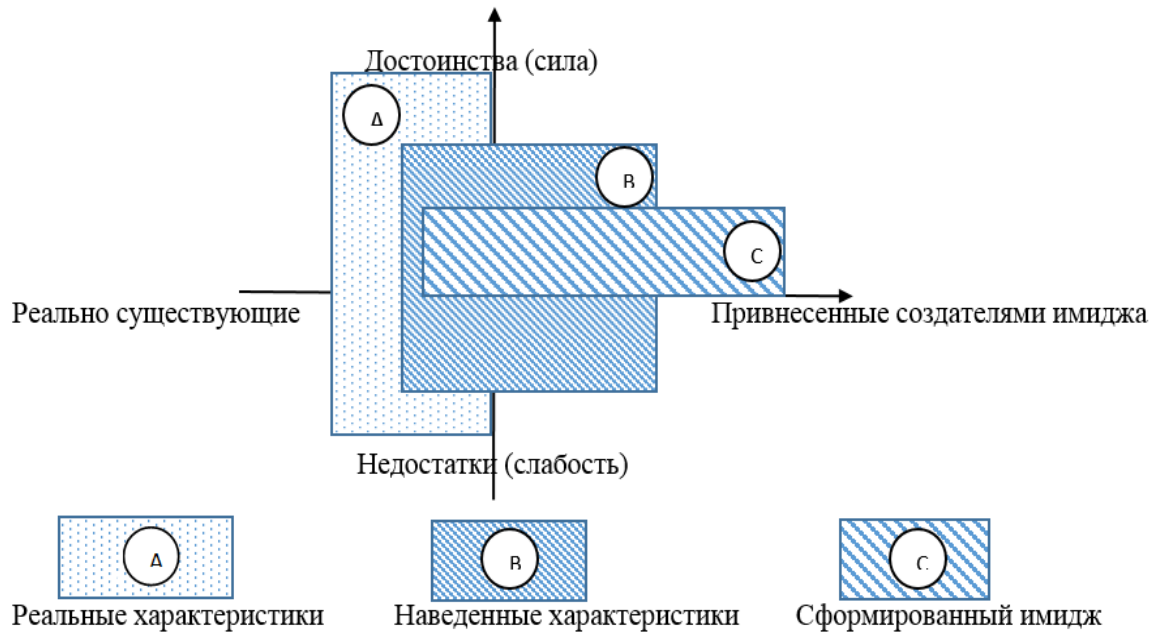 Достоинства (сила)
А
В
С
Реально существующие
Привнесенные создателями имиджа
Недостатки (слабость)
А
В
С
Реальные характеристики
Наведенные характеристики
Сформированный имидж